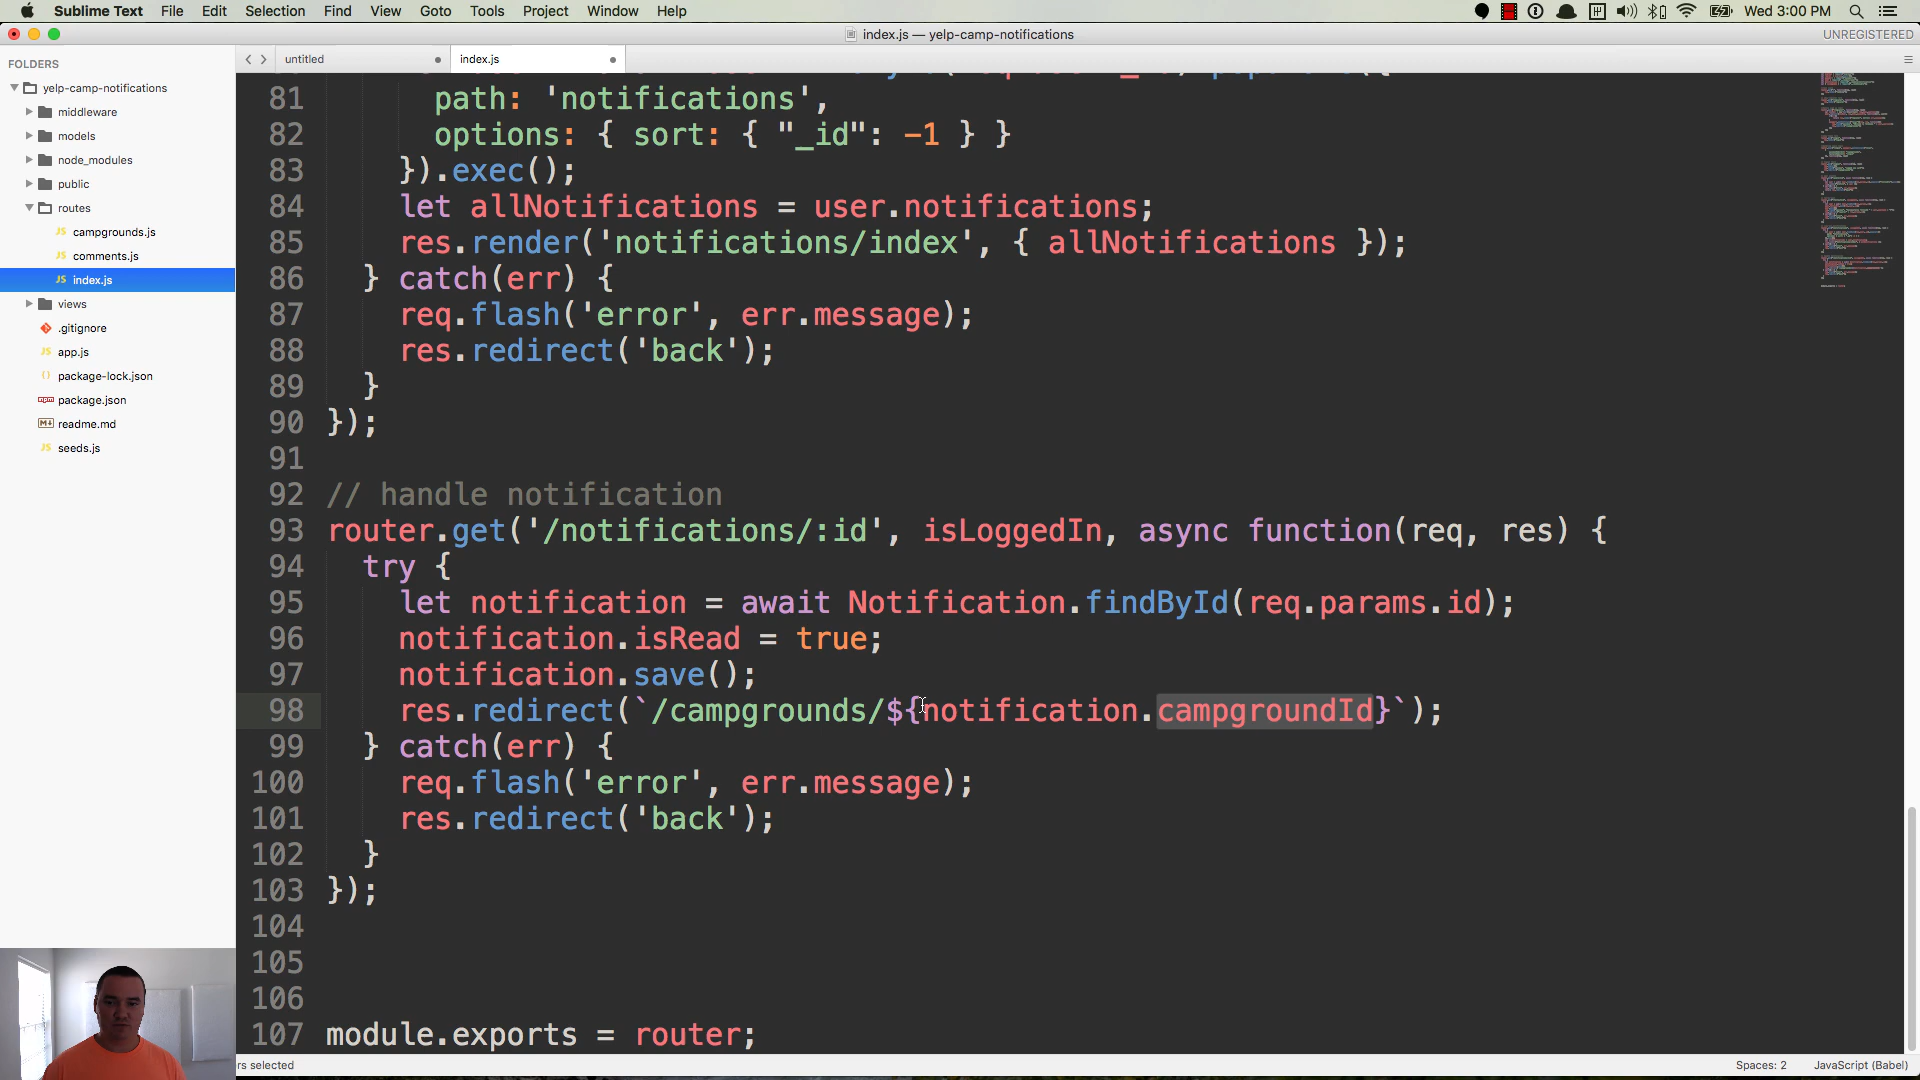 Sublime Text File Edit Selection Find View Goto Tools Project Window Help Wed 3:00 PM
index.js — yelp-camp-notifications UNREGISTERED
FOLDERS
yelp-camp-notifications
middleware
models
node_modules
public
routes
campgrounds.js
comments.js
index.js
views
.gitignore
app.js
package-lock.json
package.json
readme.md
seeds.js
untitled index.js
81 path: 'notifications',
82 options: { sort: { "_id": -1 } }
83 }).exec();
84 let allNotifications = user.notifications;
85 res.render('notifications/index', { allNotifications });
86 } catch(err) {
87 req.flash('error', err.message);
88 res.redirect('back');
89 }
90 });
91
92 // handle notification
93 router.get('/notifications/:id', isLoggedIn, async function(req, res) {
94 try {
95 let notification = await Notification.findById(req.params.id);
96 notification.isRead = true;
97 notification.save();
98 res.redirect(`/campgrounds/${notification.campgroundId}`);
99 } catch(err) {
100 req.flash('error', err.message);
101 res.redirect('back');
102 }
103 });
104
105
106
107 module.exports = router;
rs selected Spaces: 2 JavaScript (Babel)